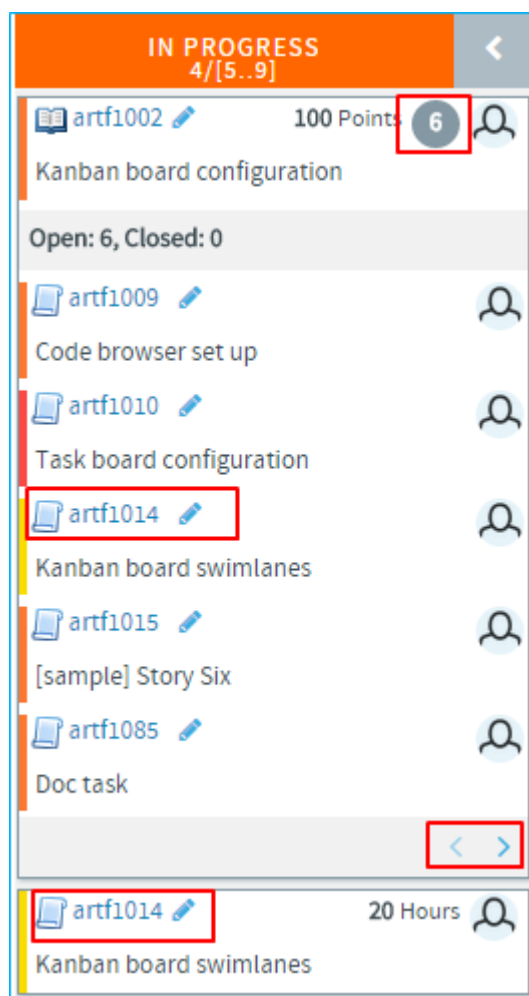 IN PROGRESS
4/[5..9]
artf1002 100 Points 6
Kanban board configuration
Open: 6, Closed: 0
artf1009
Code browser set up
artf1010
Task board configuration
artf1014
Kanban board swimlanes
artf1015
[sample] Story Six
artf1085
Doc task
artf1014 20 Hours
Kanban board swimlanes